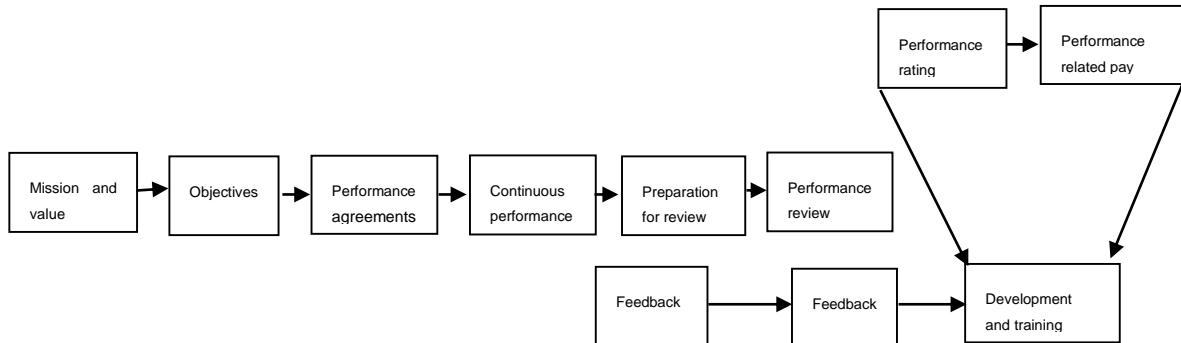 Performance
rating
Performance
related pay
Mission and
value
Objectives
Performance
agreements
Continuous
performance
Preparation
for review
Performance
review
Feedback
Feedback
Development
and training